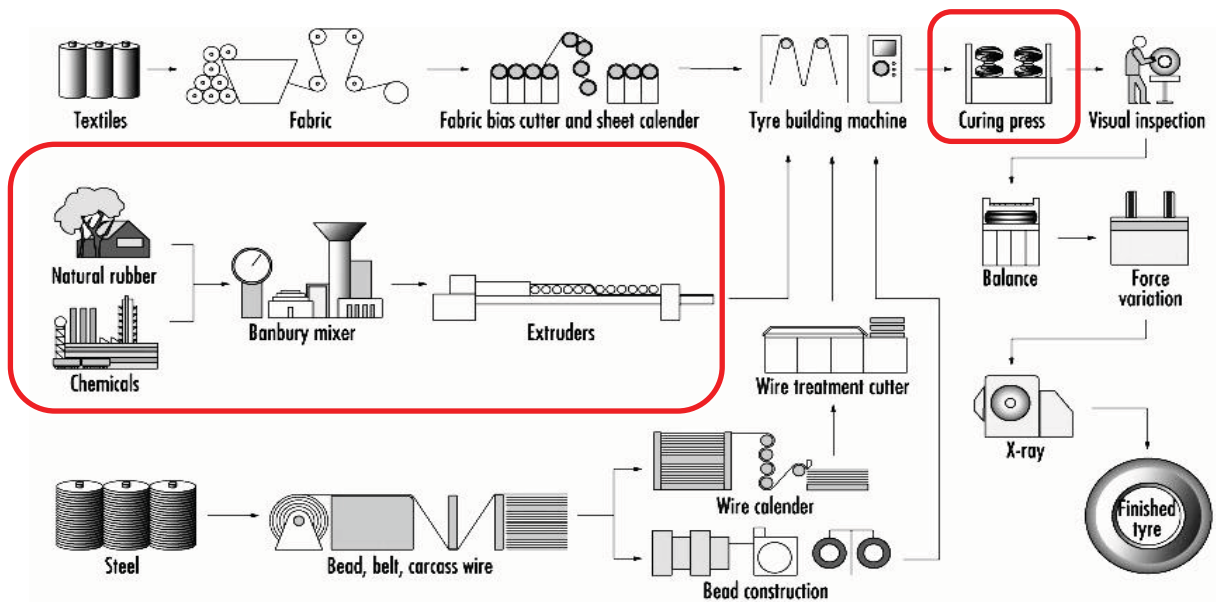 Textiles
Fabric
Fabric bias cutter and sheet calender
Tyre building machine
Curing press
Visual inspection
Natural rubber
Chemicals
Banbury mixer
Extruders
Balance
Force
variation
Wire treatment cutter
X-ray
Steel
Bead, belt, carcass wire
Wire calender
Bead construction
Finished
tyre